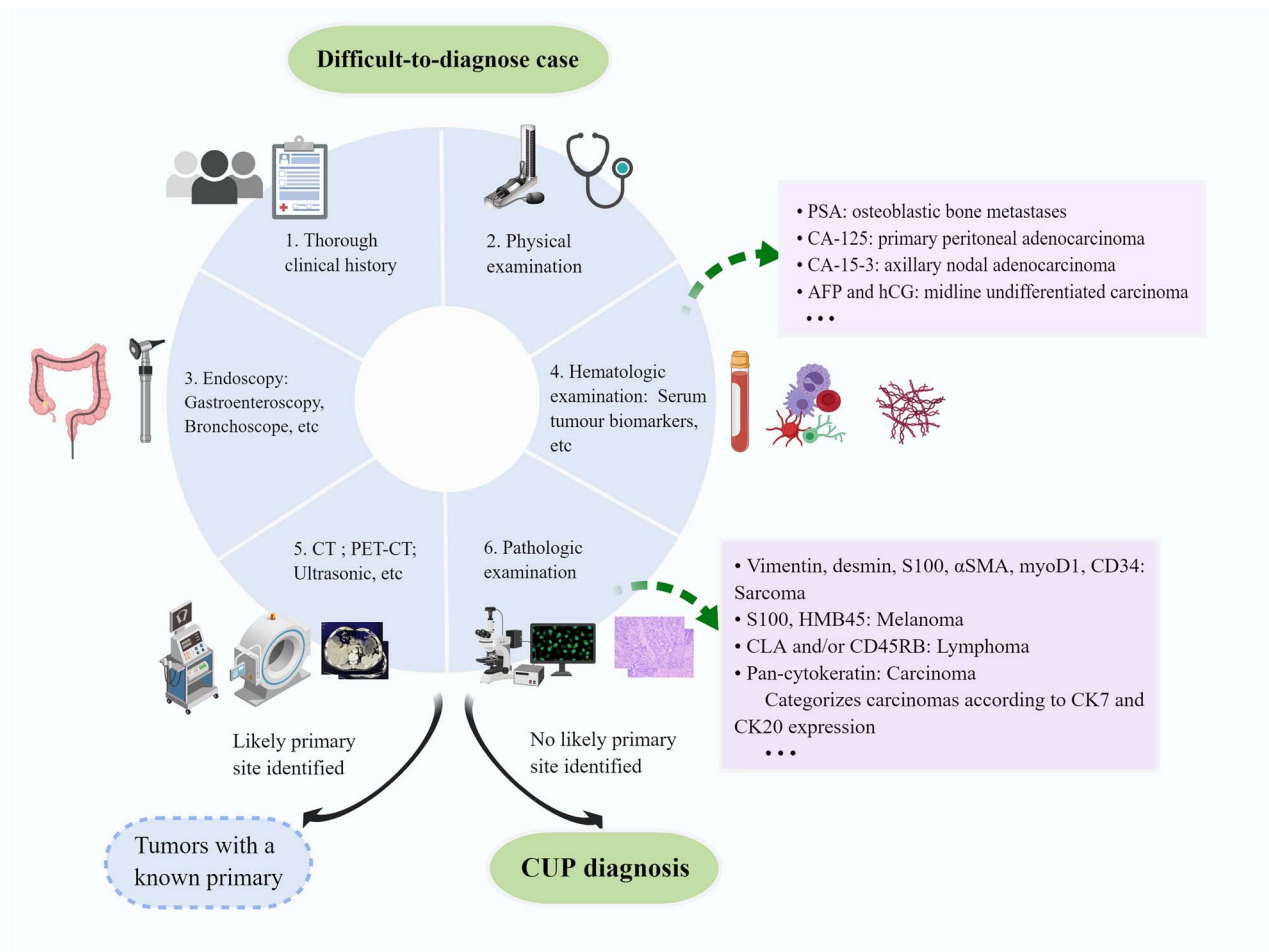 Difficult-to-diagnose case
1. Thorough
clinical history
2. Physical
examination
3. Endoscopy:
Gastroenteroscopy,
Bronchoscope, etc
4. Hematologic
examination: Serum
tumour biomarkers,
etc
5. CT ; PET-CT;
Ultrasonic, etc
6. Pathologic
examination
• PSA: osteoblastic bone metastases
• CA-125: primary peritoneal adenocarcinoma
• CA-15-3: axillary nodal adenocarcinoma
• AFP and hCG: midline undifferentiated carcinoma
• • •
• Vimentin, desmin, S100, αSMA, myoD1, CD34:
Sarcoma
• S100, HMB45: Melanoma
• CLA and/or CD45RB: Lymphoma
• Pan-cytokeratin: Carcinoma
Categorizes carcinomas according to CK7 and
CK20 expression
• • •
Likely primary
site identified
No likely primary
site identified
Tumors with a
known primary
CUP diagnosis